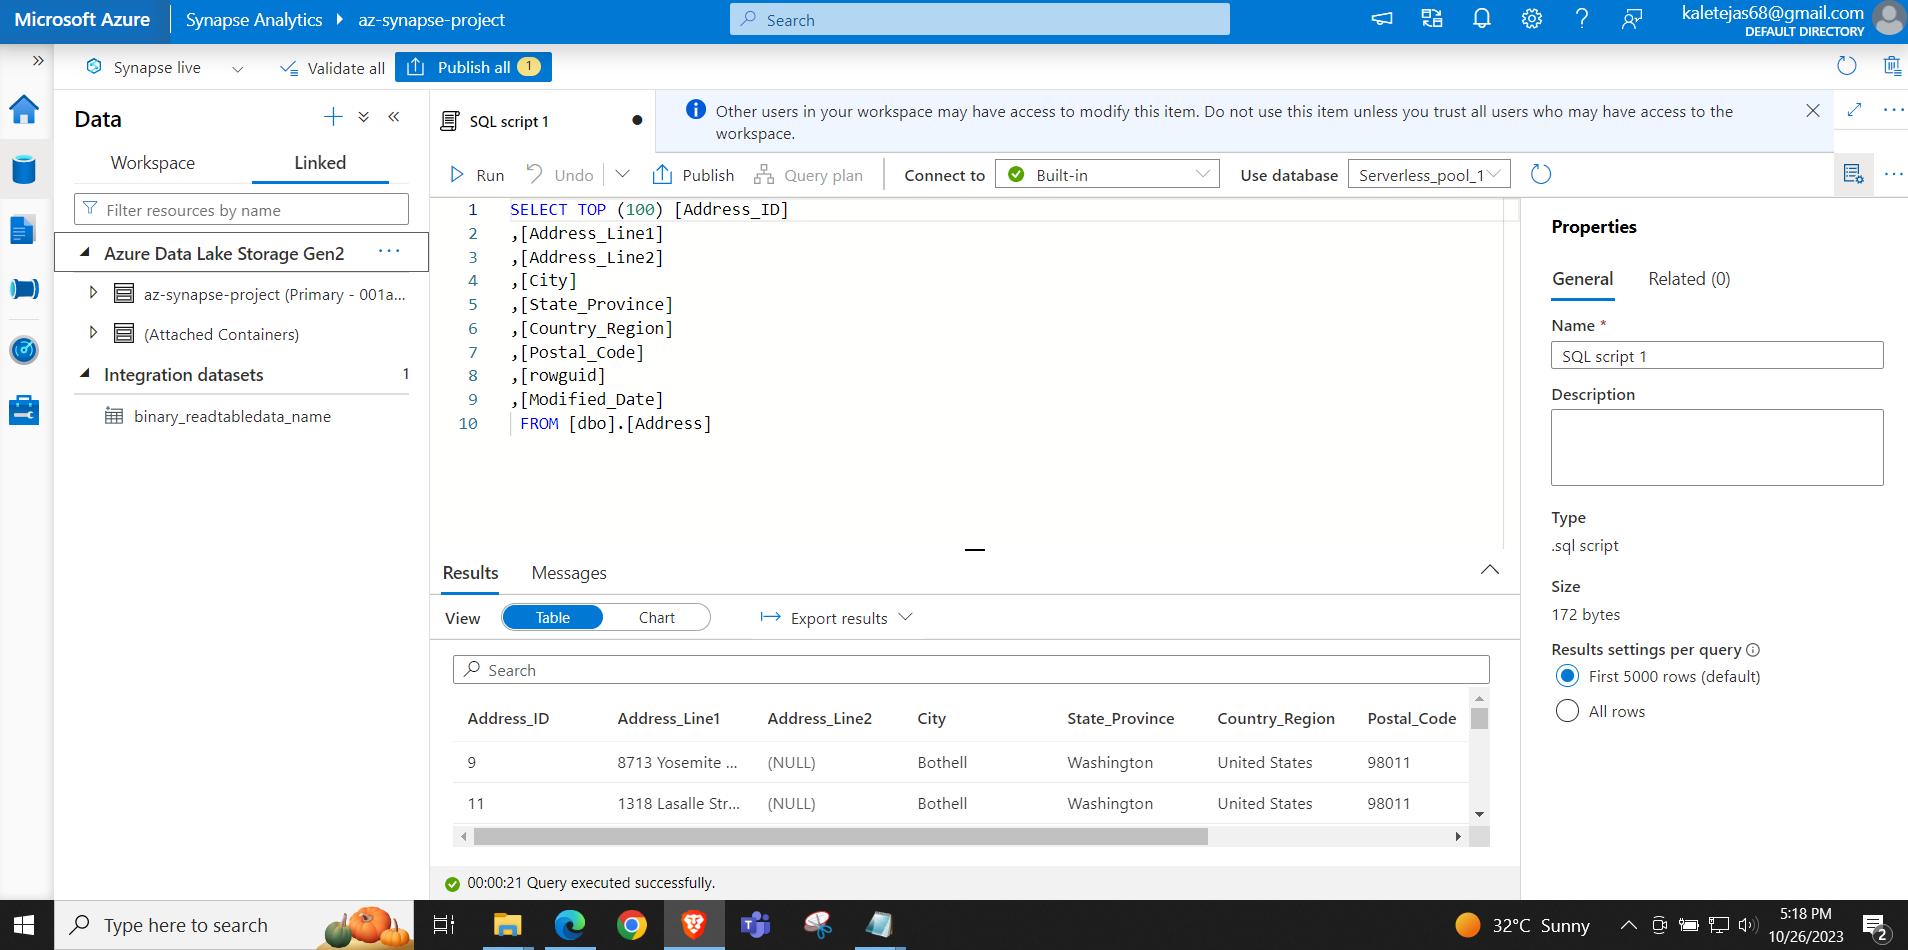 Microsoft Azure
Synapse Analytics
az-synapse-project
Search
kaletejas68@gmail.com
DEFAULT DIRECTORY
Synapse live
Validate all
Publish all 1
Data
Workspace
Linked
Filter resources by name
Azure Data Lake Storage Gen2
az-synapse-project (Primary - 001a...
(Attached Containers)
Integration datasets 1
binary_readtabledata_name
SQL script 1
Other users in your workspace may have access to modify this item. Do not use this item unless you trust all users who may have access to the
workspace.
Run
Undo
Publish
Query plan
Connect to
Built-in
Use database
Serverless_pool_1
1 SELECT TOP (100) [Address_ID]
2 ,[Address_Line1]
3 ,[Address_Line2]
4 ,[City]
5 ,[State_Province]
6 ,[Country_Region]
7 ,[Postal_Code]
8 ,[rowguid]
9 ,[Modified_Date]
10 FROM [dbo].[Address]
Results
Messages
View
Table
Chart
Export results
Search
Address_ID Address_Line1 Address_Line2 City State_Province Country_Region Postal_Code
9 8713 Yosemite ... (NULL) Bothell Washington United States 98011
11 1318 Lasalle Str... (NULL) Bothell Washington United States 98011
00:00:21 Query executed successfully.
Properties
General
Related (0)
Name *
SQL script 1
Description
Type
.sql script
Size
172 bytes
Results settings per query
First 5000 rows (default)
All rows
Type here to search
32°C Sunny
5:18 PM
10/26/2023
2